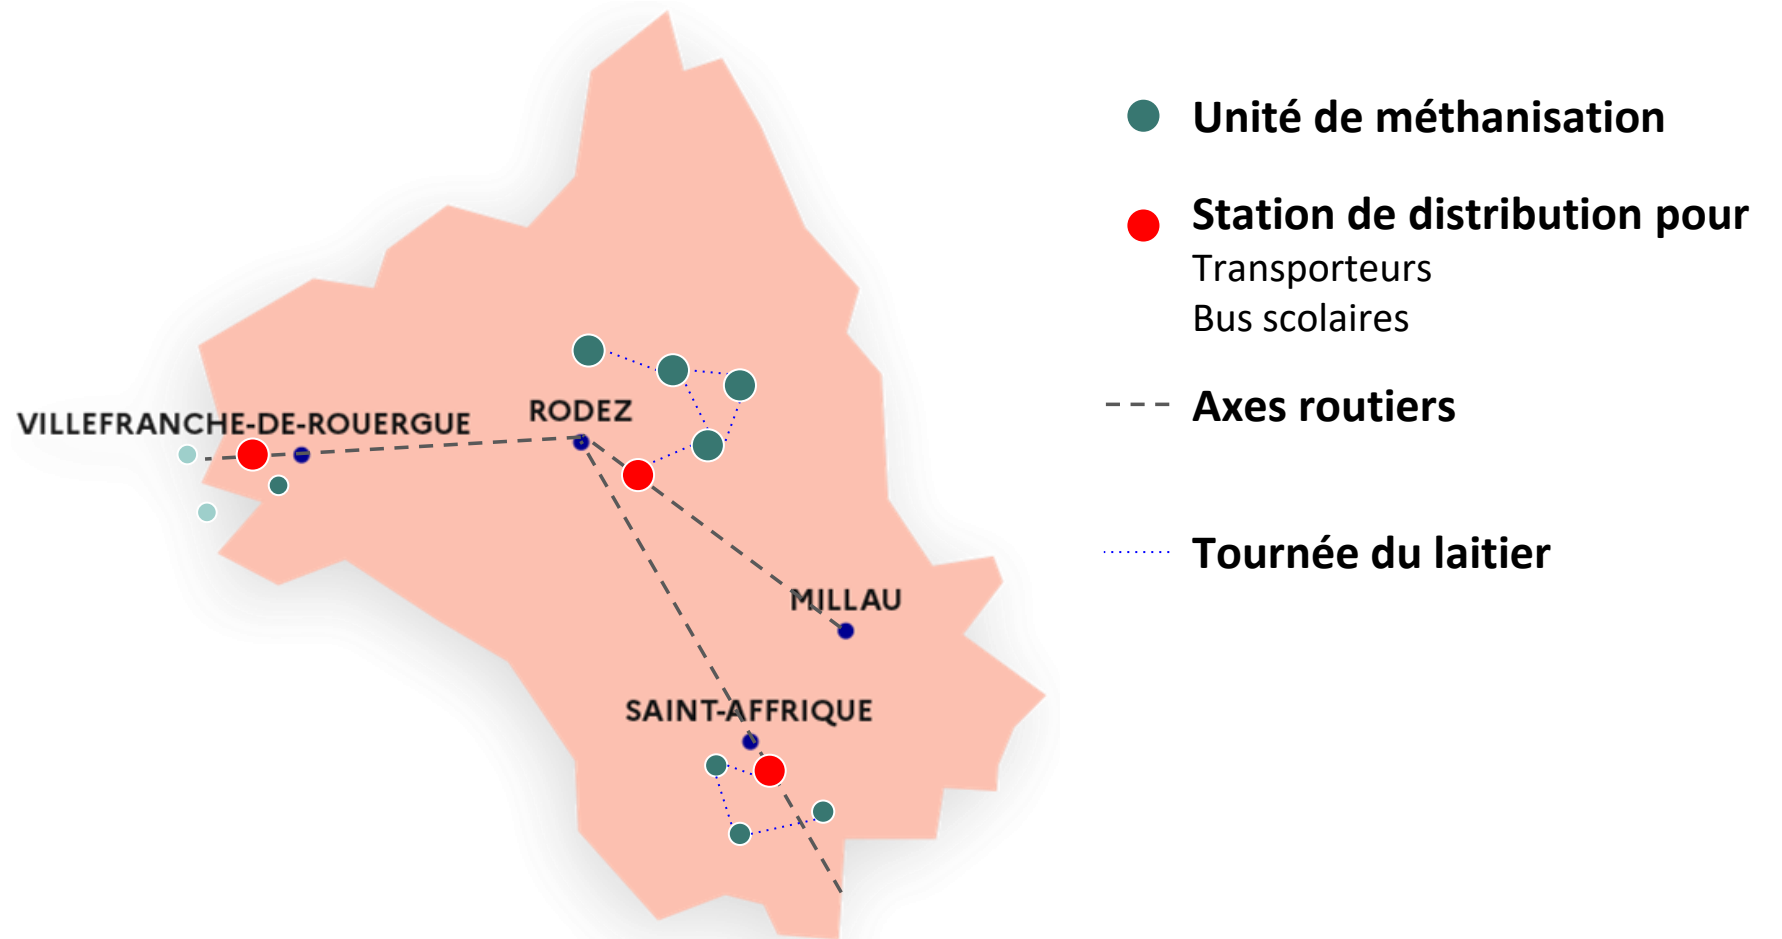 VILLEFRANCHE-DE-ROUERGUE
RODEZ
MILLAU
SAINT-AFFRIQUE
Unité de méthanisation
Station de distribution pour
Transporteurs
Bus scolaires
Axes routiers
Tournée du laitier